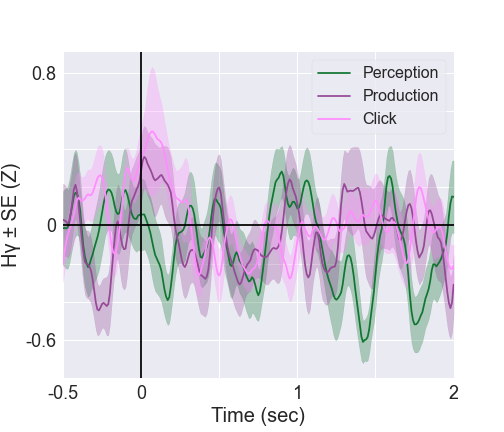 Perception
Production
Click
0.8
0
-0.6
Hγ ± SE (Z)
-0.5
0
1
2
Time (sec)